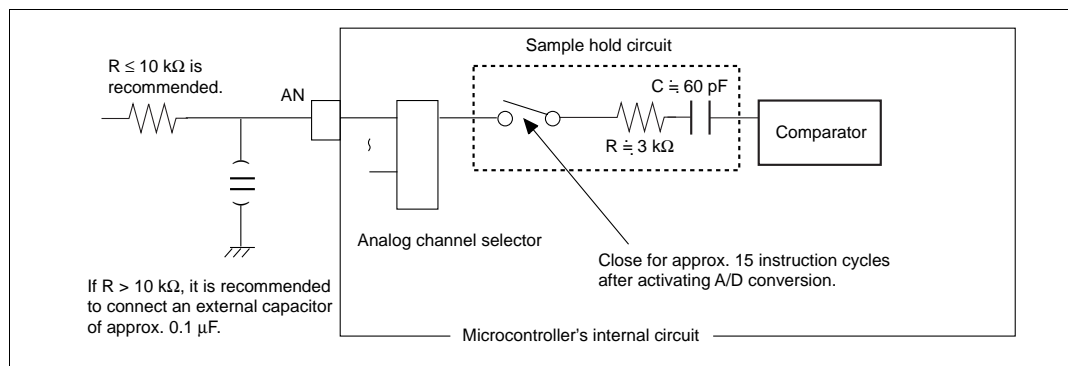 Sample hold circuit
R ≤ 10 kΩ is
recommended.
AN
C ≒ 60 pF
Comparator
R ≒ 3 kΩ
Analog channel selector
Close for approx. 15 instruction cycles
after activating A/D conversion.
If R > 10 kΩ, it is recommended
to connect an external capacitor
of approx. 0.1 μF.
Microcontroller's internal circuit